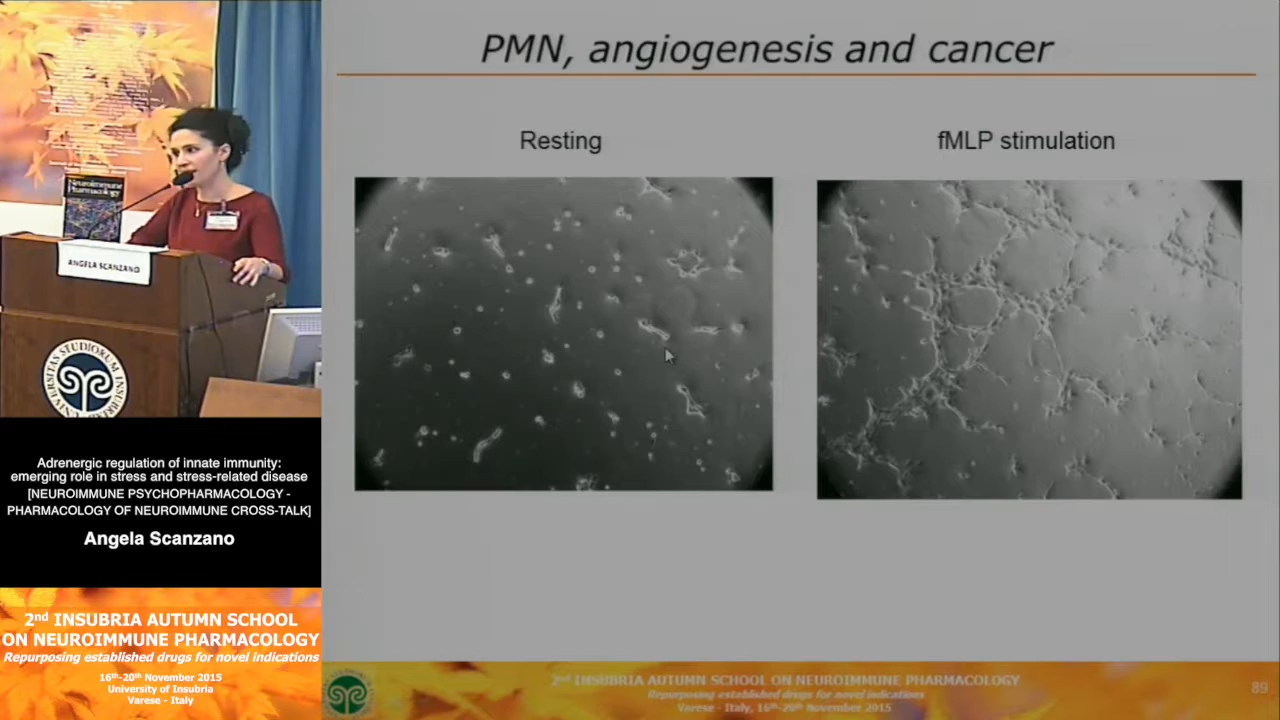 Neuroimmune
Pharmacology
ANGELA SCANZANO
Adrenergic regulation of innate immunity:
emerging role in stress and stress-related disease
[NEUROIMMUNE PSYCHOPHARMACOLOGY -
PHARMACOLOGY OF NEUROIMMUNE CROSS-TALK]
Angela Scanzano
2nd INSUBRIA AUTUMN SCHOOL
ON NEUROIMMUNE PHARMACOLOGY
Repurposing established drugs for novel indications
16th-20th November 2015
University of Insubria
Varese - Italy
PMN, angiogenesis and cancer
Resting
fMLP stimulation
2nd INSUBRIA AUTUMN SCHOOL ON NEUROIMMUNE PHARMACOLOGY
Repurposing established drugs for novel indications
Varese - Italy, 16th-20th November 2015
89